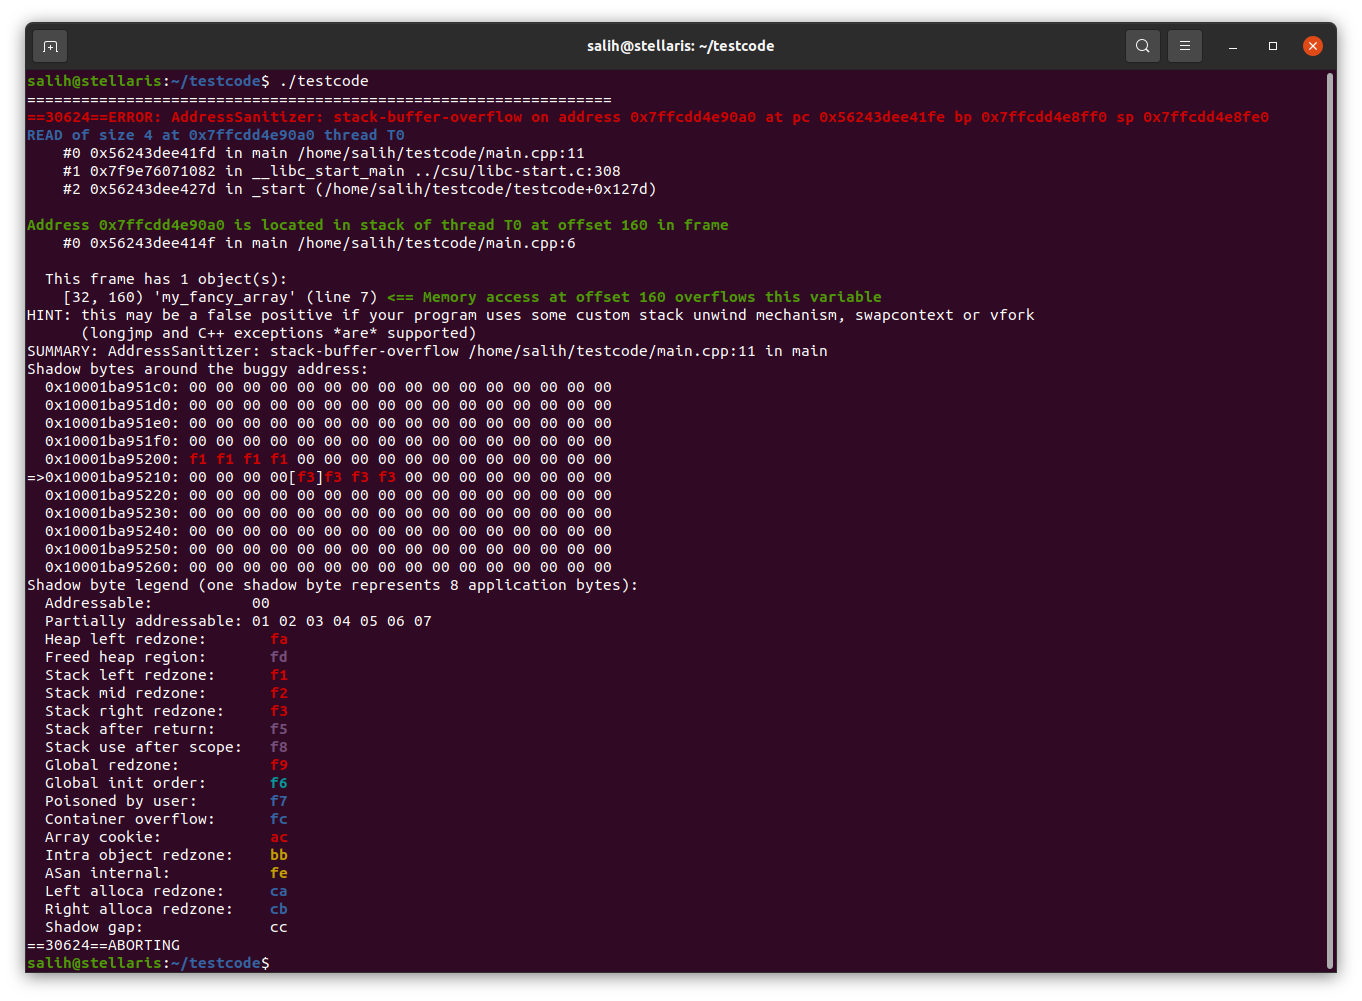 salih@stellaris: ~/testcode
salih@stellaris:~/testcode$ ./testcode
=================================================================
==30624==ERROR: AddressSanitizer: stack-buffer-overflow on address 0x7ffcdd4e90a0 at pc 0x56243dee41fe bp 0x7ffcdd4e8ff0 sp 0x7ffcdd4e8fe0
READ of size 4 at 0x7ffcdd4e90a0 thread T0
    #0 0x56243dee41fd in main /home/salih/testcode/main.cpp:11
    #1 0x7f9e76071082 in __libc_start_main ../csu/libc-start.c:308
    #2 0x56243dee427d in _start (/home/salih/testcode/testcode+0x127d)
Address 0x7ffcdd4e90a0 is located in stack of thread T0 at offset 160 in frame
    #0 0x56243dee414f in main /home/salih/testcode/main.cpp:6
  This frame has 1 object(s):
    [32, 160) 'my_fancy_array' (line 7) <== Memory access at offset 160 overflows this variable
HINT: this may be a false positive if your program uses some custom stack unwind mechanism, swapcontext or vfork
      (longjmp and C++ exceptions *are* supported)
SUMMARY: AddressSanitizer: stack-buffer-overflow /home/salih/testcode/main.cpp:11 in main
Shadow bytes around the buggy address:
  0x10001ba951c0: 00 00 00 00 00 00 00 00 00 00 00 00 00 00 00 00
  0x10001ba951d0: 00 00 00 00 00 00 00 00 00 00 00 00 00 00 00 00
  0x10001ba951e0: 00 00 00 00 00 00 00 00 00 00 00 00 00 00 00 00
  0x10001ba951f0: 00 00 00 00 00 00 00 00 00 00 00 00 00 00 00 00
  0x10001ba95200: f1 f1 f1 f1 00 00 00 00 00 00 00 00 00 00 00 00
=>0x10001ba95210: 00 00 00 00[f3]f3 f3 f3 00 00 00 00 00 00 00 00
  0x10001ba95220: 00 00 00 00 00 00 00 00 00 00 00 00 00 00 00 00
  0x10001ba95230: 00 00 00 00 00 00 00 00 00 00 00 00 00 00 00 00
  0x10001ba95240: 00 00 00 00 00 00 00 00 00 00 00 00 00 00 00 00
  0x10001ba95250: 00 00 00 00 00 00 00 00 00 00 00 00 00 00 00 00
  0x10001ba95260: 00 00 00 00 00 00 00 00 00 00 00 00 00 00 00 00
Shadow byte legend (one shadow byte represents 8 application bytes):
  Addressable:           00
  Partially addressable: 01 02 03 04 05 06 07
  Heap left redzone:       fa
  Freed heap region:       fd
  Stack left redzone:      f1
  Stack mid redzone:       f2
  Stack right redzone:     f3
  Stack after return:      f5
  Stack use after scope:   f8
  Global redzone:          f9
  Global init order:       f6
  Poisoned by user:        f7
  Container overflow:      fc
  Array cookie:            ac
  Intra object redzone:    bb
  ASan internal:           fe
  Left alloca redzone:     ca
  Right alloca redzone:    cb
  Shadow gap:              cc
==30624==ABORTING
salih@stellaris:~/testcode$